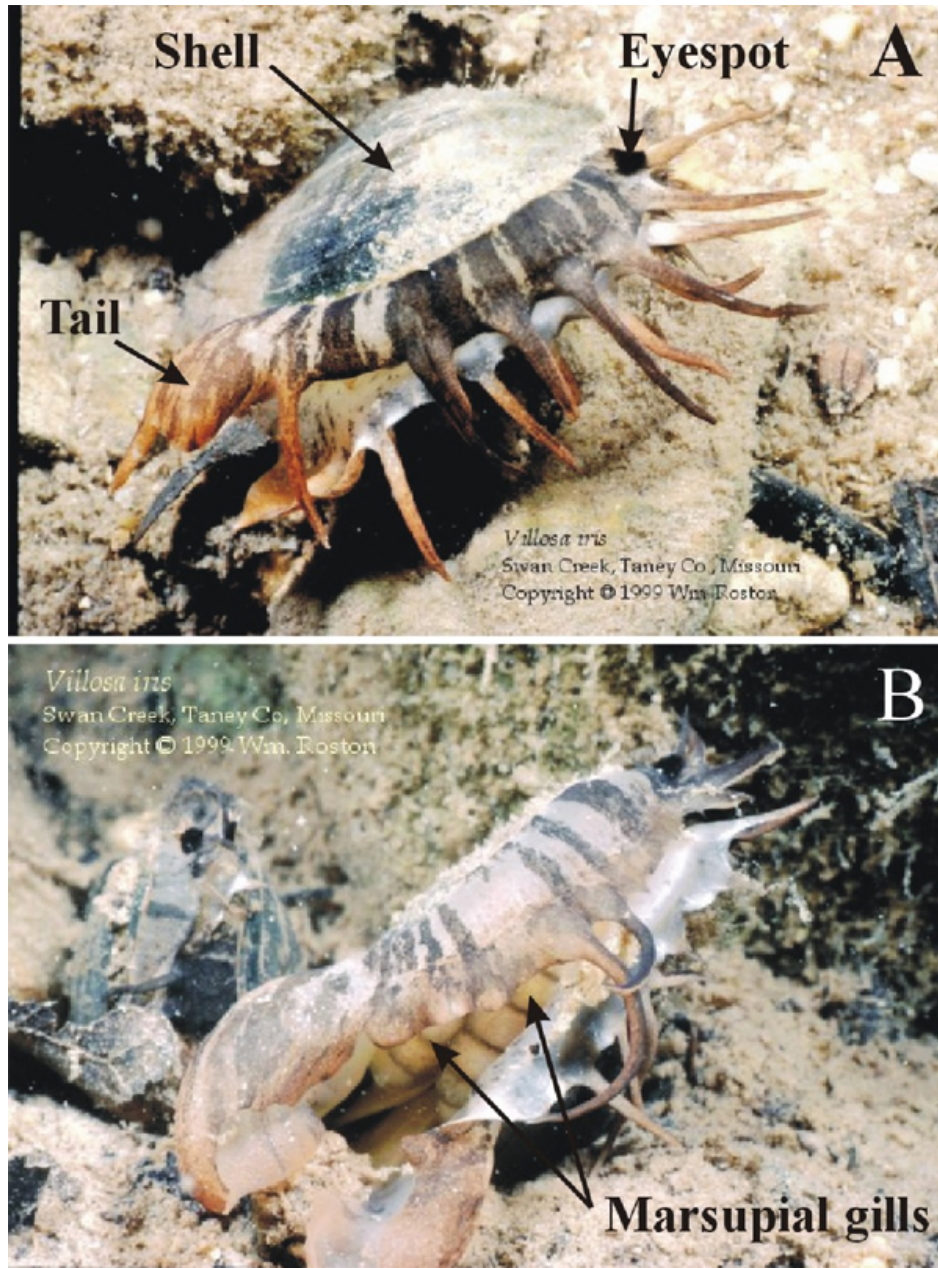 Shell
Eyespot
A
Tail
Villosa iris
Swan Creek, Taney Co., Missouri
Copyright © 1999 Wm. Roston
Villosa iris
Swan Creek, Taney Co, Missouri
Copyright © 1999 Wm. Roston
B
Marsupial gills